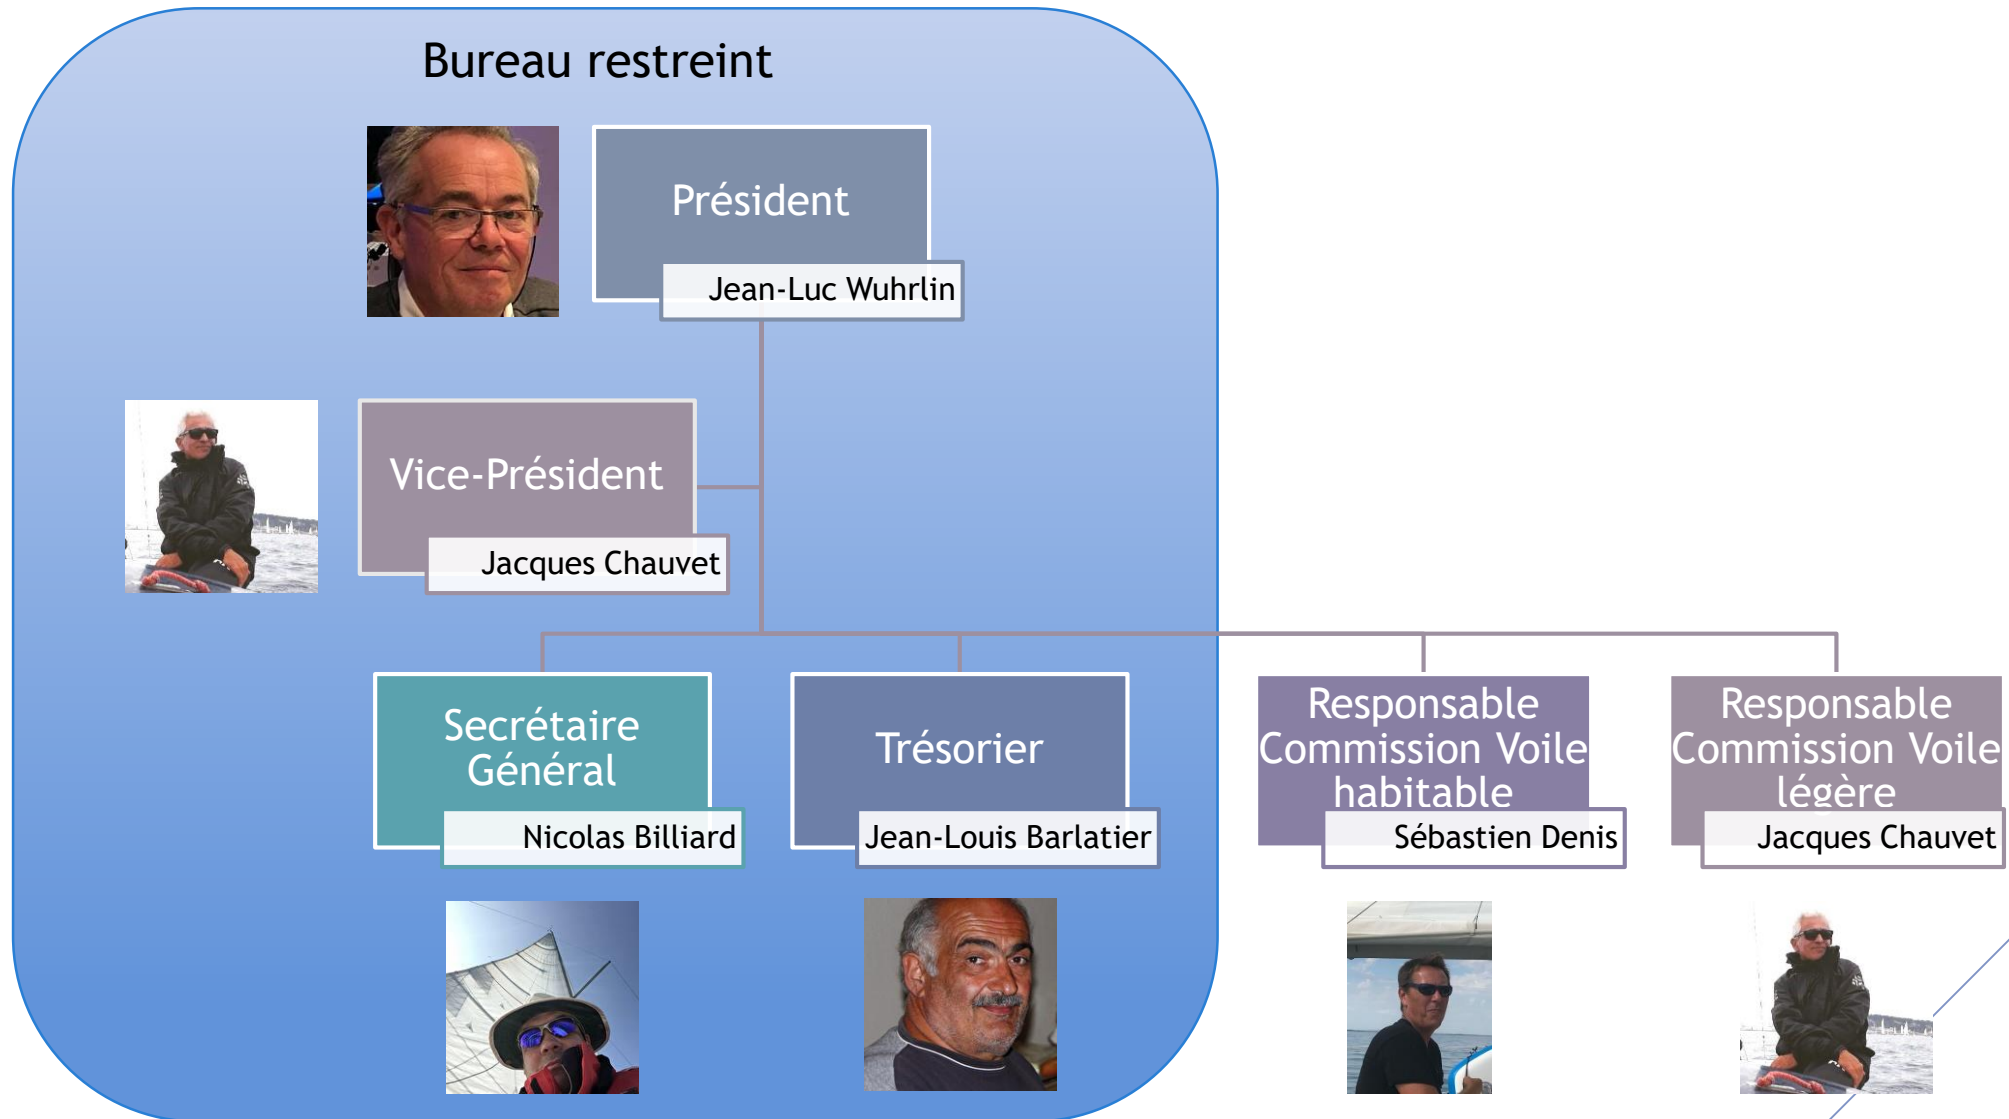 Bureau restreint
Président
Jean-Luc Wuhrlin
Vice-Président
Jacques Chauvet
Secrétaire
Général
Nicolas Billiard
Trésorier
Jean-Louis Barlatier
Responsable
Commission Voile
habitable
Sébastien Denis
Responsable
Commission Voile
légère
Jacques Chauvet